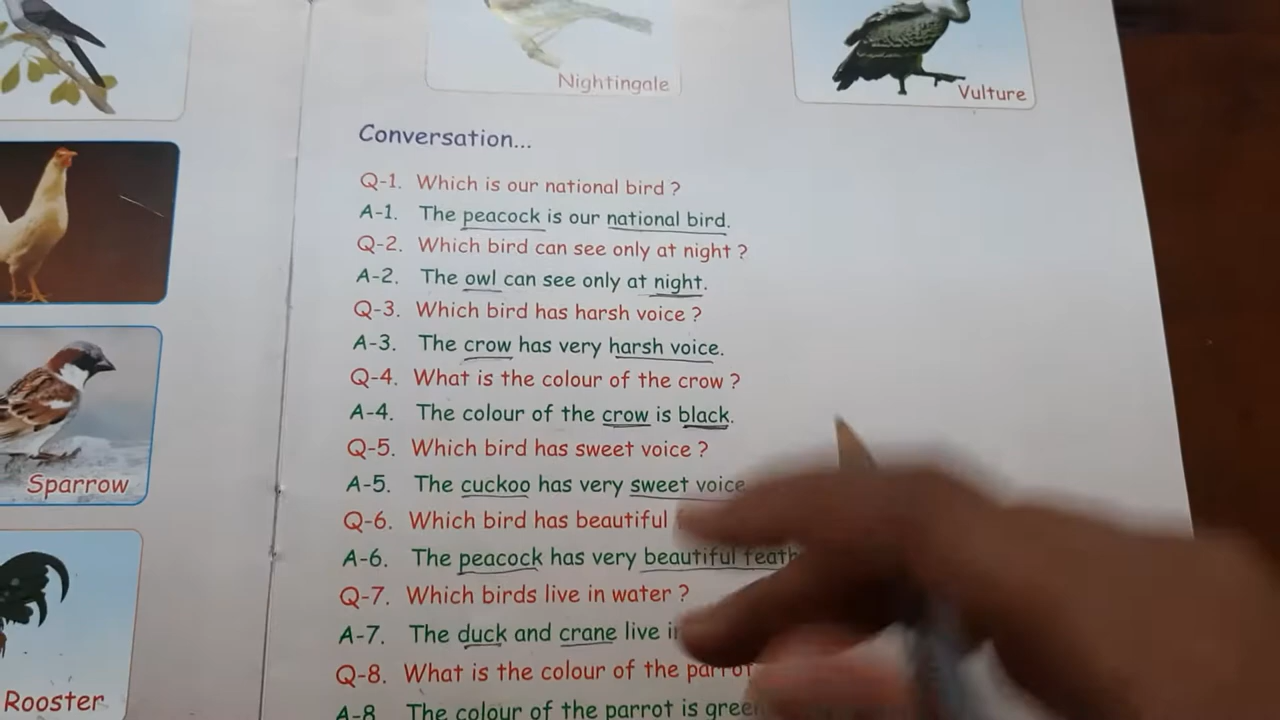 Nightingale
Vulture
Conversation...
Q-1. Which is our national bird ?
A-1. The peacock is our national bird.
Q-2. Which bird can see only at night ?
A-2. The owl can see only at night.
Q-3. Which bird has harsh voice ?
A-3. The crow has very harsh voice.
Q-4. What is the colour of the crow ?
A-4. The colour of the crow is black.
Q-5. Which bird has sweet voice ?
A-5. The cuckoo has very sweet voice
Q-6. Which bird has beautiful
A-6. The peacock has very beautiful
Q-7. Which birds live in water ?
A-7. The duck and crane live
Q-8. What is the colour of the parrot
A-8 The colour of the parrot is green
Sparrow
Rooster